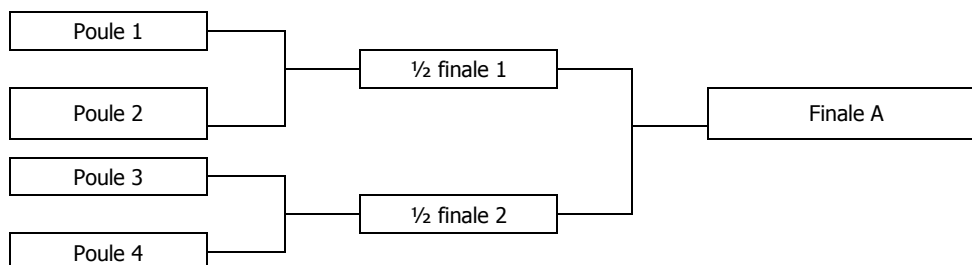 Poule 1
½ finale 1
Poule 2
Finale A
Poule 3
½ finale 2
Poule 4